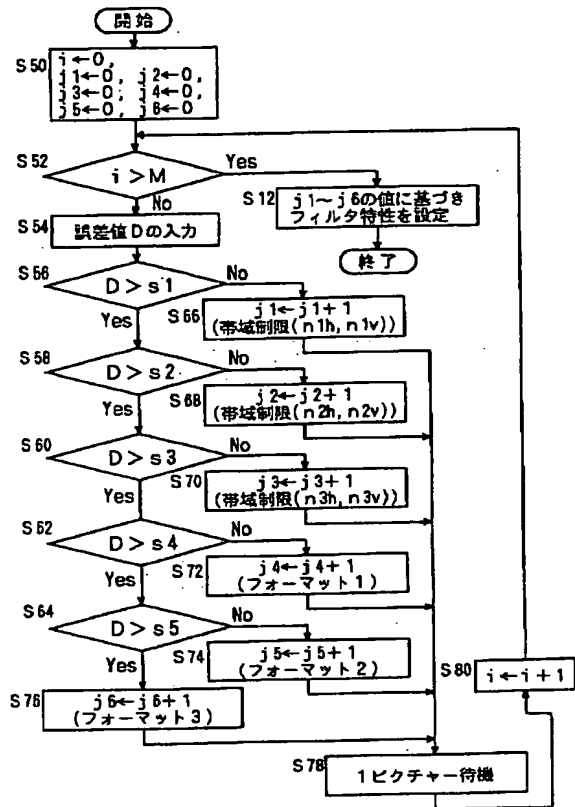 開始
S50
i←0,
j1←0, j2←0,
j3←0, j4←0,
j5←0, j6←0
S52
i>M
Yes
No
S12
j1~j6の値に基づき
フィルタ特性を設定
終了
S54
誤差値Dの入力
S56
D>s1
No
Yes
S66
j1←j1+1
(帯域制限(n1h, n1v))
S58
D>s2
No
Yes
S68
j2←j2+1
(帯域制限(n2h, n2v))
S60
D>s3
No
Yes
S70
j3←j3+1
(帯域制限(n3h, n3v))
S62
D>s4
No
Yes
S72
j4←j4+1
(フォーマット1)
S64
D>s5
No
Yes
S74
j5←j5+1
(フォーマット2)
S76
j6←j6+1
(フォーマット3)
S80
i←i+1
S78
1ピクチャー待機